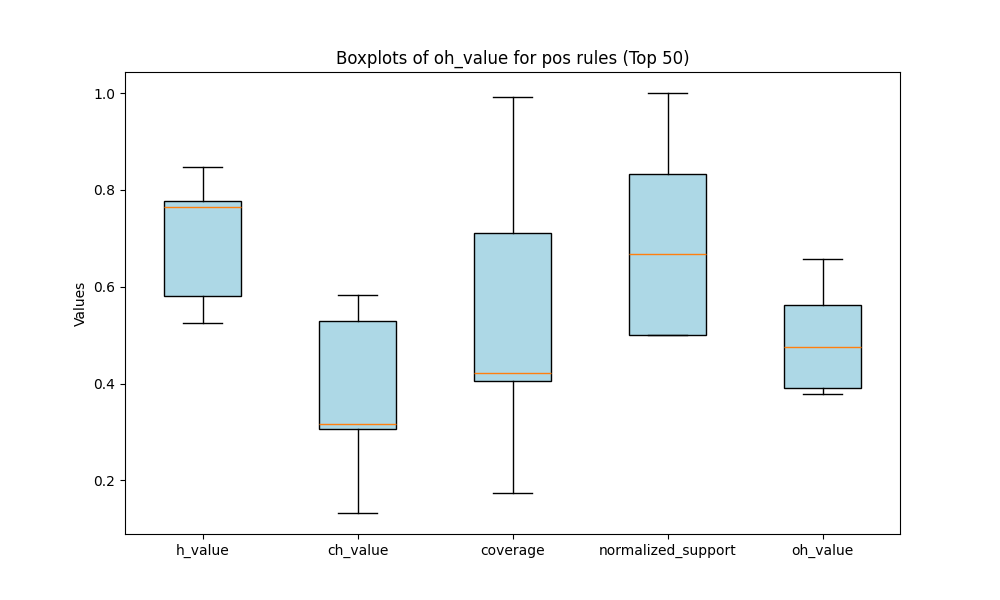 Boxplots of oh_value for pos rules (Top 50)
Values
1.0
0.8
0.6
0.4
0.2
h_value
ch_value
coverage
normalized_support
oh_value